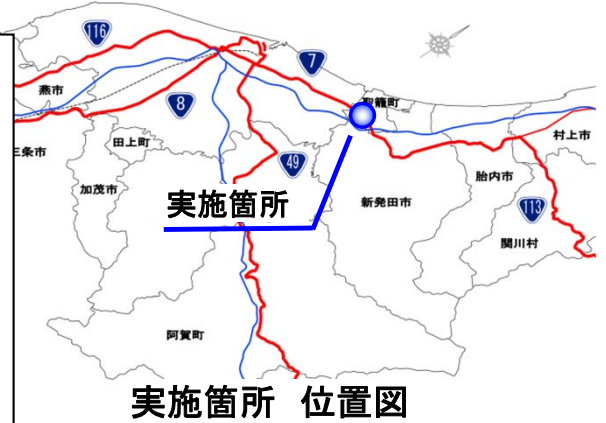 116
7
燕市
8
聖籠町
三条市
田上町
村上市
49
加茂市
胎内市
実施箇所
新発田市
113
関川村
阿賀町
実施箇所 位置図